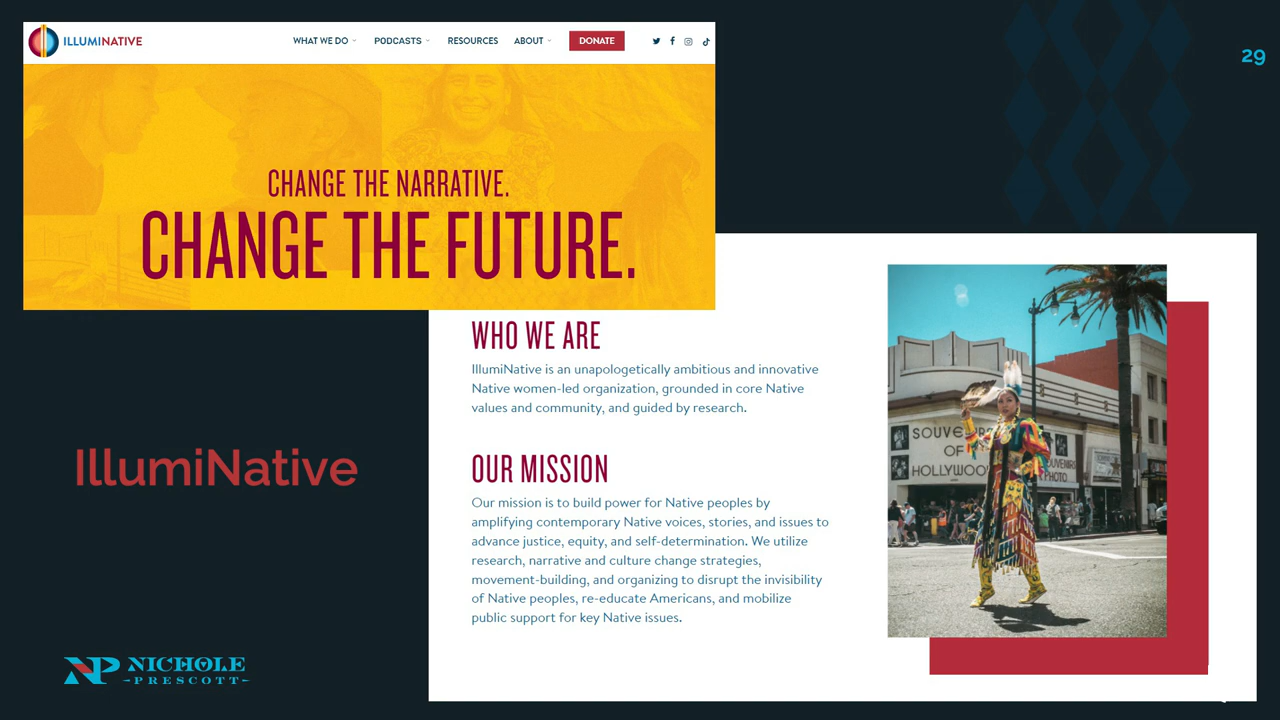 ILLUMINATIVE
WHAT WE DO
PODCASTS
RESOURCES
ABOUT
DONATE
29
CHANGE THE NARRATIVE.
CHANGE THE FUTURE.
WHO WE ARE
IllumiNative is an unapologetically ambitious and innovative
Native women-led organization, grounded in core Native
values and community, and guided by research.
OUR MISSION
Our mission is to build power for Native peoples by
amplifying contemporary Native voices, stories, and issues to
advance justice, equity, and self-determination. We utilize
research, narrative and culture change strategies,
movement-building, and organizing to disrupt the invisibility
of Native peoples, re-educate Americans, and mobilize
public support for key Native issues.
SOUVENIRS
OF
HOLLYWOOD
SOUVENIRS
PHOTO
IllumiNative
NP NICHOLE
PRESCOTT